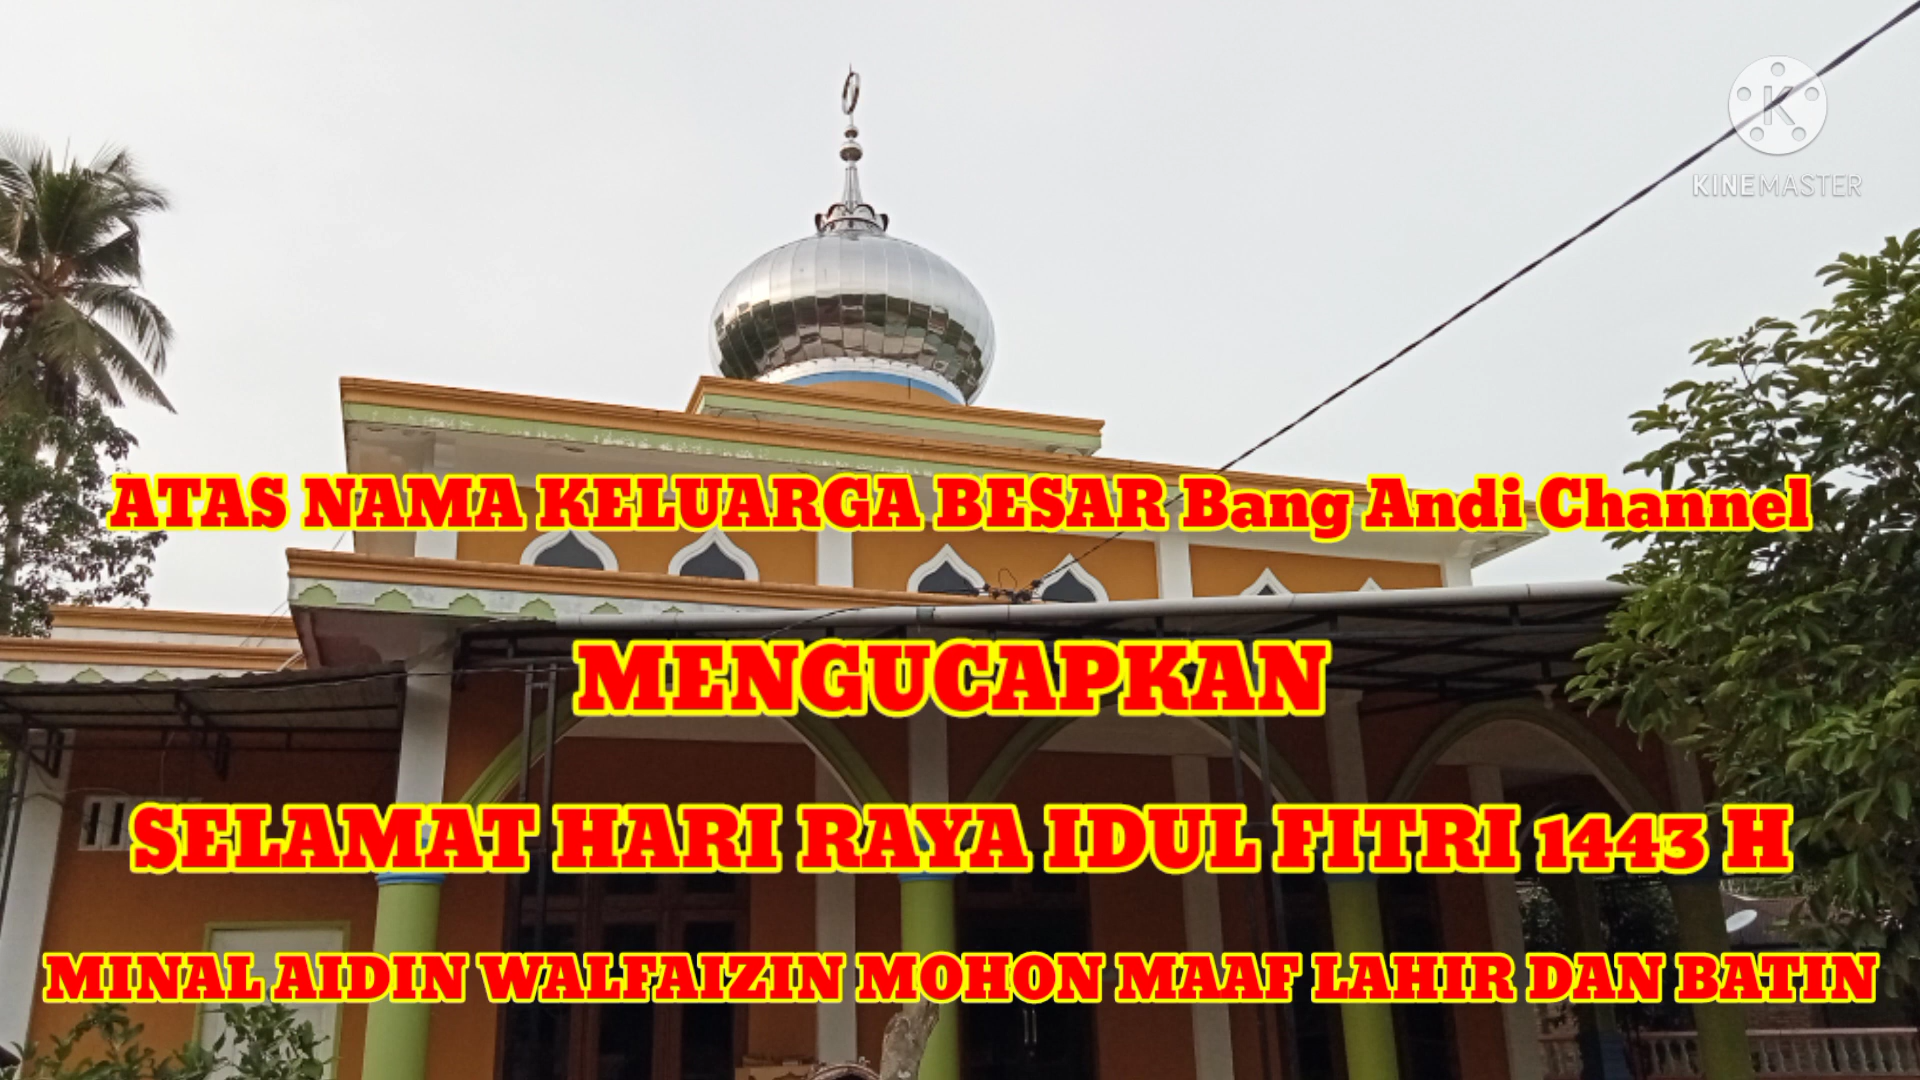 K
KINEMASTER
ATAS NAMA KELUARGA BESAR Bang Andi Channel
MENGUCAPKAN
SELAMAT HARI RAYA IDUL FITRI 1443 H
MINAL AIDIN WALFAIZIN MOHON MAAF LAHIR DAN BATIN